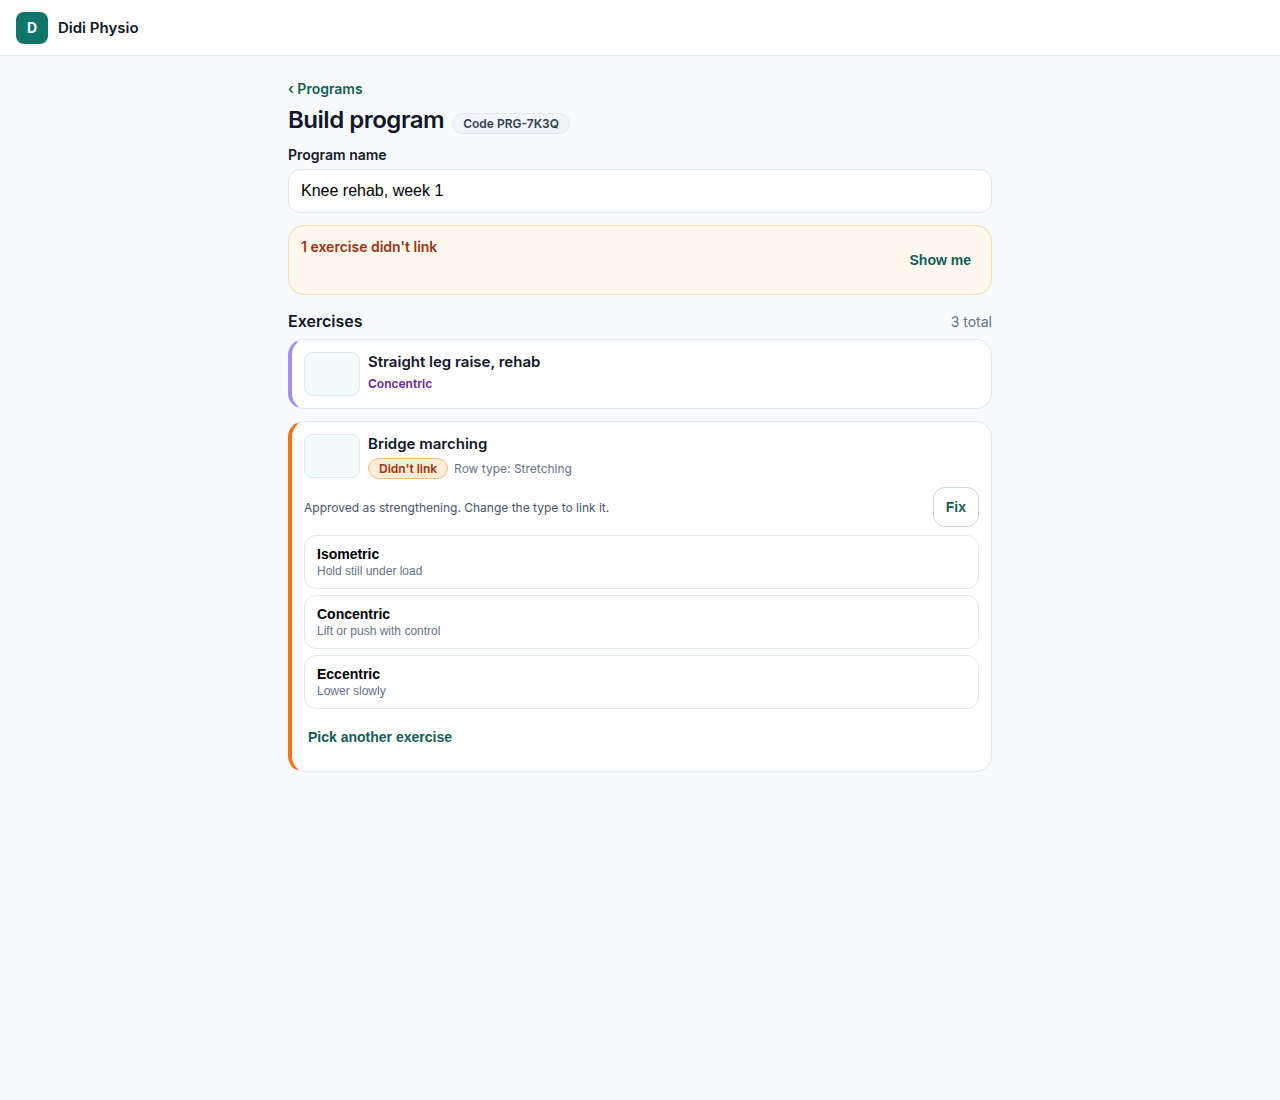 D Didi Physio
‹ Programs
Build program Code PRG-7K3Q
Program name
Knee rehab, week 1
1 exercise didn't link
Show me
Exercises 3 total
Straight leg raise, rehab
Concentric
Bridge marching
Didn't link Row type: Stretching
Approved as strengthening. Change the type to link it. Fix
Isometric
Hold still under load
Concentric
Lift or push with control
Eccentric
Lower slowly
Pick another exercise